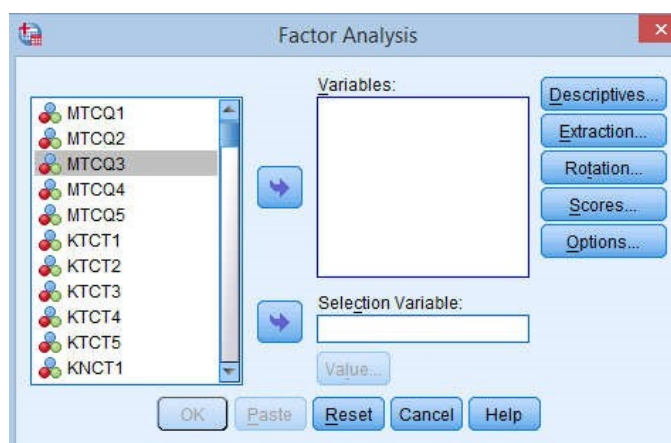 Factor Analysis
MTCQ1
MTCQ2
MTCQ3
MTCQ4
MTCQ5
KTCT1
KTCT2
KTCT3
KTCT4
KTCT5
KNCT1
Variables:
Selection Variable:
Value...
Descriptives...
Extraction...
Rotation...
Scores...
Options...
OK Paste Reset Cancel Help